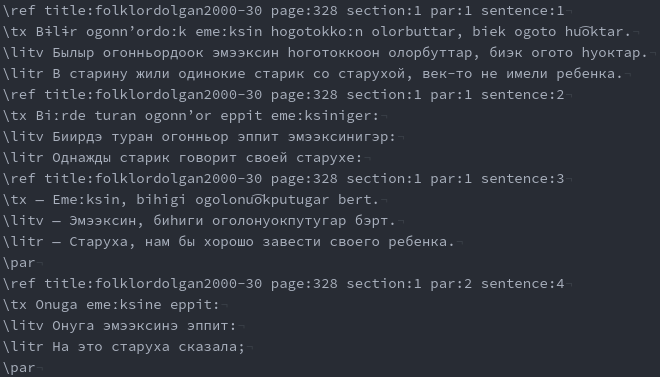 \ref title:folklordolgan2000-30 page:328 section:1 par:1 sentence:1
\tx Bɨlɨr ogonn’ordo:k eme:ksin hogotokko:n olorbuttar, biek ogoto hu͡oktar.
\litv Былыр огонньордоок эмээксин һоготоккоон олорбуттар, биэк огото һуоктар.
\litr В старину жили одинокие старик со старухой, век-то не имели ребенка.
\ref title:folklordolgan2000-30 page:328 section:1 par:1 sentence:2
\tx Bi:rde turan ogonn’or eppit eme:ksiniger:
\litv Биирдэ туран огонньор эппит эмээксинигэр:
\litr Однажды старик говорит своей старухе:
\ref title:folklordolgan2000-30 page:328 section:1 par:1 sentence:3
\tx — Eme:ksin, bihigi ogolonu͡okputugar bert.
\litv — Эмээксин, биһиги оголонуокпутугар бэрт.
\litr — Старуха, нам бы хорошо завести своего ребенка.
\par
\ref title:folklordolgan2000-30 page:328 section:1 par:2 sentence:4
\tx Onuga eme:ksine eppit:
\litv Онуга эмээксинэ эппит:
\litr На это старуха сказала;
\par